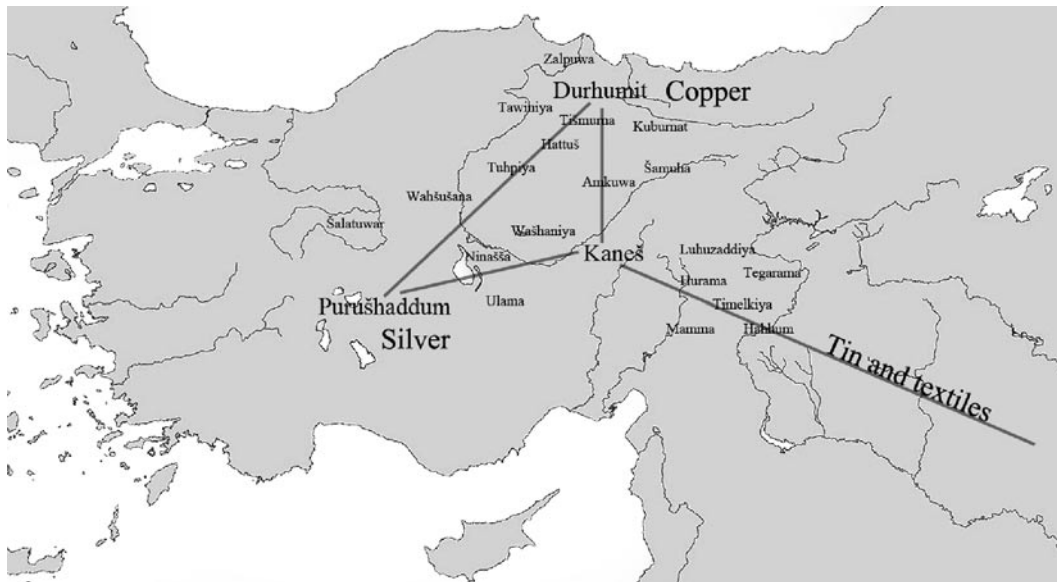 Zalpuwa
Durhumit Copper
Tawiniya
Tišmurna
Kuburnat
Hattuš
Tuhpiya
Šamuha
Amkuwa
Wahšušana
Šalatuwar
Wašhaniya
Kaneš
Luhuzaddiya
Ninašša
Tegarama
Hurama
Ulama
Purušhaddum
Timelkiya
Silver
Mamma
Hahhum
Tin and textiles